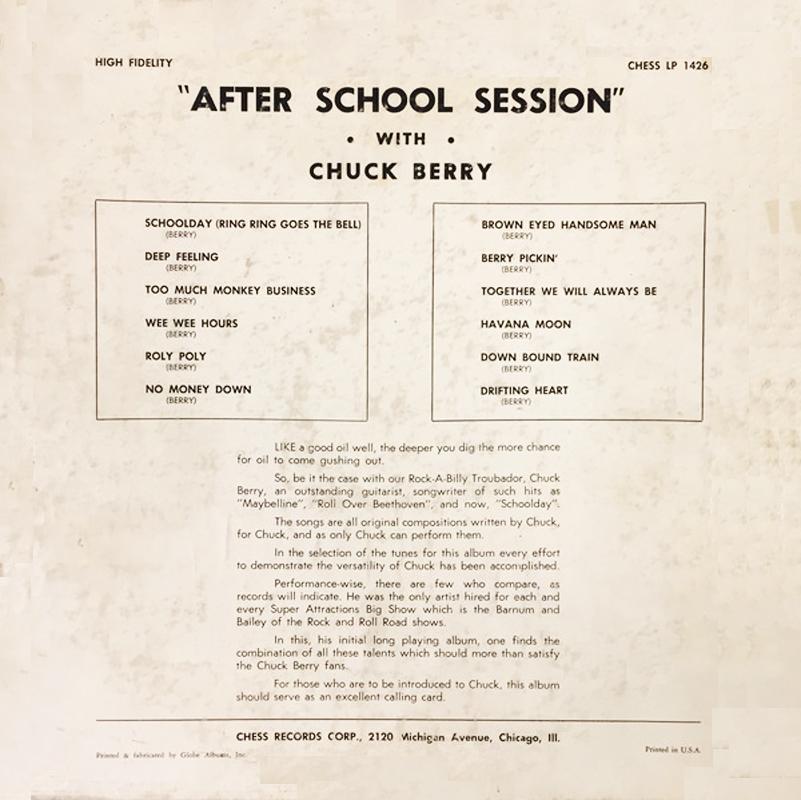 HIGH FIDELITY
CHESS LP 1426
"AFTER SCHOOL SESSION"
• WITH •
CHUCK BERRY
SCHOOLDAY (RING RING GOES THE BELL)
(BERRY)
DEEP FEELING
(BERRY)
TOO MUCH MONKEY BUSINESS
(BERRY)
WEE WEE HOURS
(BERRY)
ROLY POLY
(BERRY)
NO MONEY DOWN
(BERRY)
BROWN EYED HANDSOME MAN
(BERRY)
BERRY PICKIN'
(BERRY)
TOGETHER WE WILL ALWAYS BE
(BERRY)
HAVANA MOON
(BERRY)
DOWN BOUND TRAIN
(BERRY)
DRIFTING HEART
(BERRY)
LIKE a good oil well, the deeper you dig the more chance
for oil to come gushing out.
So, be it the case with our Rock-A-Billy Troubador, Chuck
Berry, an outstanding guitarist, songwriter of such hits as
"Maybelline", "Roll Over Beethoven", and now, "Schoolday".
The songs are all original compositions written by Chuck,
for Chuck, and as only Chuck can perform them.
In the selection of the tunes for this album every effort
to demonstrate the versatility of Chuck has been accomplished.
Performance-wise, there are few who compare, as
records will indicate. He was the only artist hired for each and
every Super Attractions Big Show which is the Barnum and
Bailey of the Rock and Roll Road shows.
In this, his initial long playing album, one finds the
combination of all these talents which should more than satisfy
the Chuck Berry fans.
For those who are to be introduced to Chuck, this album
should serve as an excellent calling card.
CHESS RECORDS CORP., 2120 Michigan Avenue, Chicago, Ill.
Printed & fabricated by Globe Albums, Inc.
Printed in U.S.A.